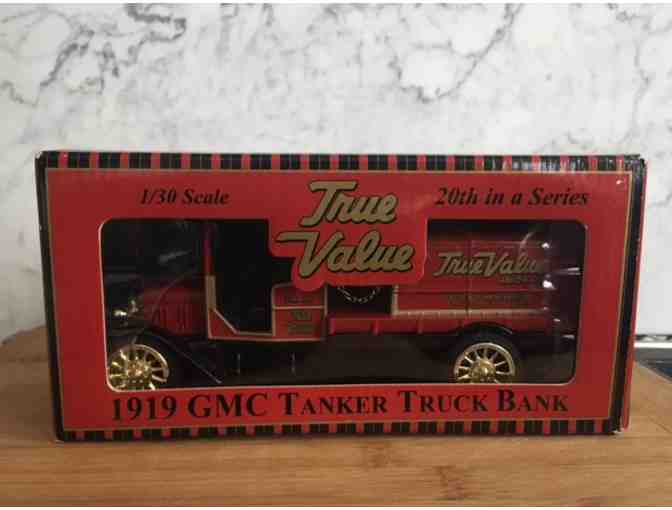 1/30 Scale
True
Value
20th in a Series
True Value
1919 GMC TANKER TRUCK BANK